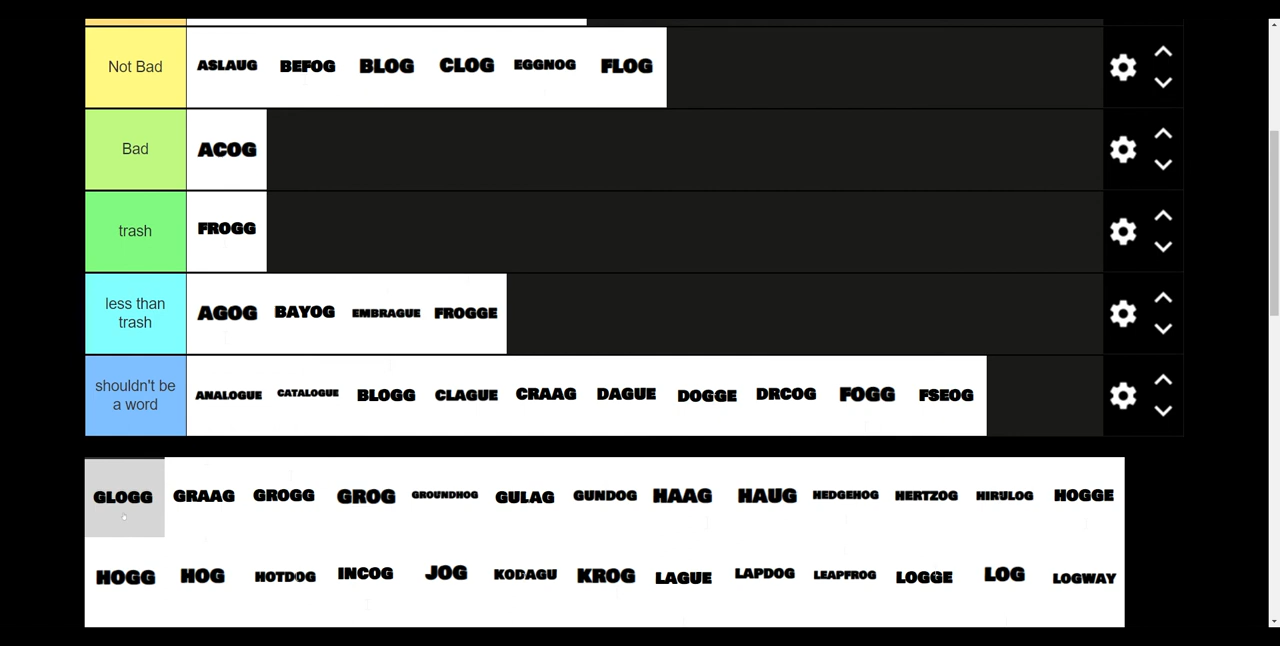 Not Bad
ASLAUG BEFOG BLOG CLOG EGGNOG FLOG
Bad
ACOG
trash
FROGG
less than
trash
AGOG BAYOG EMBRAGUE FROGGE
shouldn't be
a word
ANALOGUE CATALOGUE BLOGG CLAGUE CRAAG DAGUE DOGGE DRCOG FOGG FSEOG
GLOGG GRAAG GROGG GROG GROUNDHOG GULAG GUNDOG HAAG HAUG HEDGEHOG HERTZOG HIRULOG HOGGE
HOGG HOG HOTDOG INCOG JOG KODAGU KROG LAGUE LAPDOG LEAPFROG LOGGE LOG LOGWAY